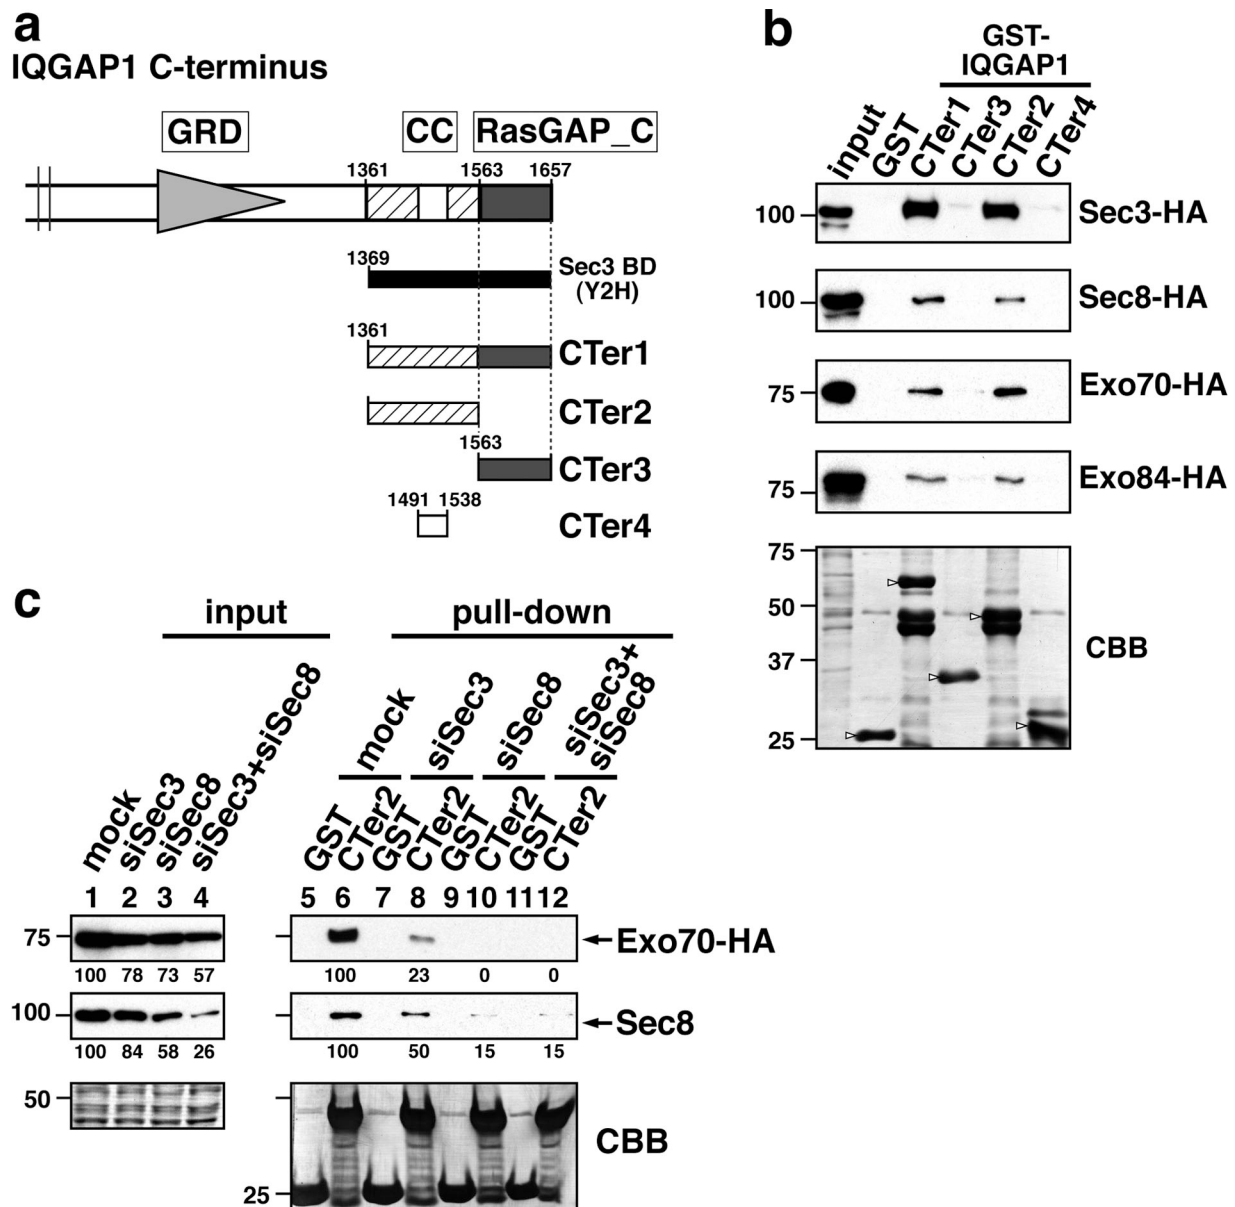 a
IQGAP1 C-terminus
GRD
CC
RasGAP_C
1361
1563
1657
1369
Sec3 BD
(Y2H)
1361
CTer1
CTer2
1563
CTer3
1491
1538
CTer4
b
GST-
IQGAP1
input
GST
CTer1
CTer3
CTer2
CTer4
100
Sec3-HA
100
Sec8-HA
75
Exo70-HA
75
Exo84-HA
75
50
37
25
CBB
c
input
pull-down
mock
siSec3
siSec8
siSec3+siSec8
mock
siSec3
siSec8
siSec3+
siSec8
GST
CTer2
GST
CTer2
GST
CTer2
GST
CTer2
1 2 3 4
5 6 7 8 9 10 11 12
75
Exo70-HA
100 78 73 57
100 23 0 0
100
Sec8
100 84 58 26
100 50 15 15
50
25
CBB